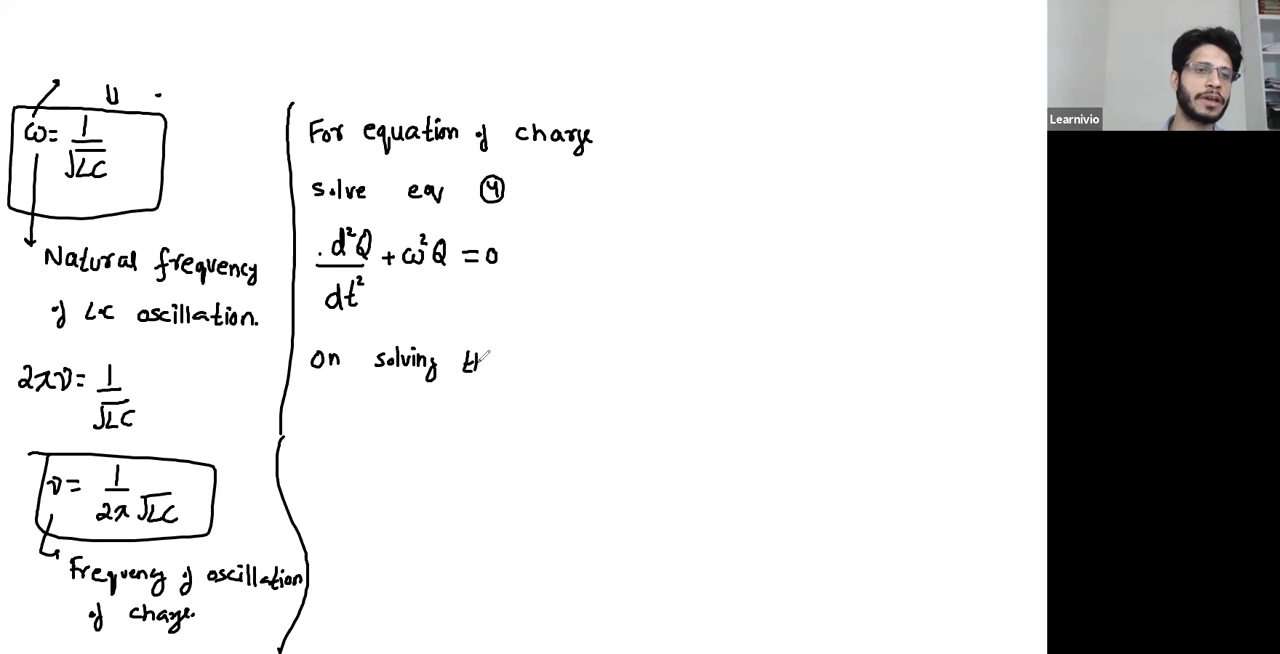 ω = 1/√LC
Natural frequency
of LC oscillation.
2πν = 1/√LC
ν = 1/2π√LC
Frequency of oscillation
of charge.
For equation of charge
solve eq ④
d²Q/dt² + ω²Q = 0
On solving th
Learnivio